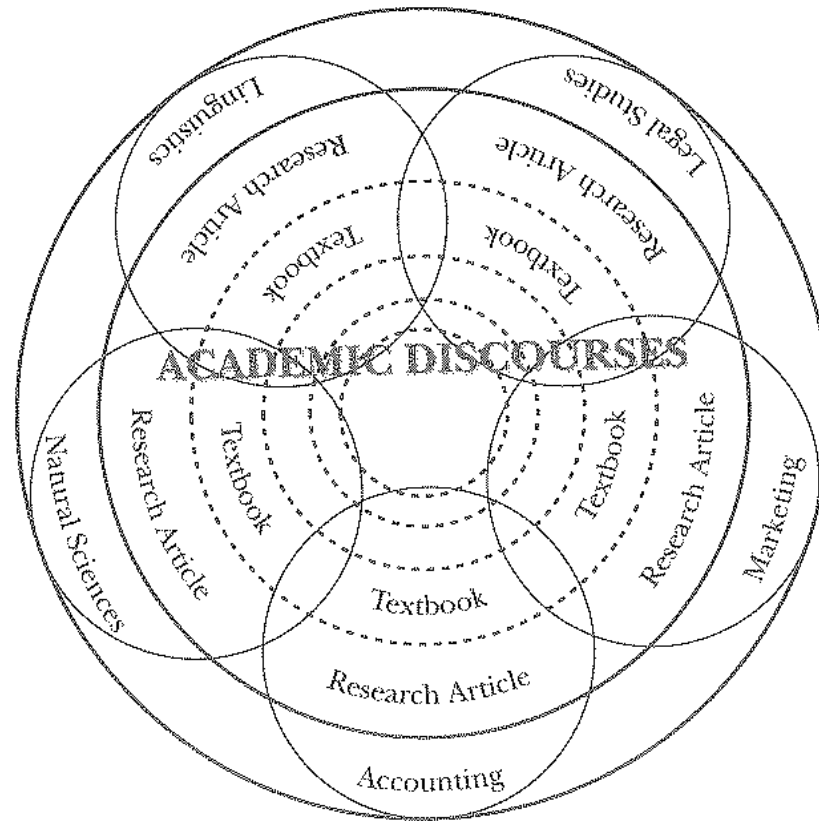 Linguistics
Legal Studies
Research Article
Research Article
Textbook
Textbook
ACADEMIC DISCOURSES
Natural Sciences
Research Article
Textbook
Textbook
Research Article
Marketing
Textbook
Research Article
Accounting